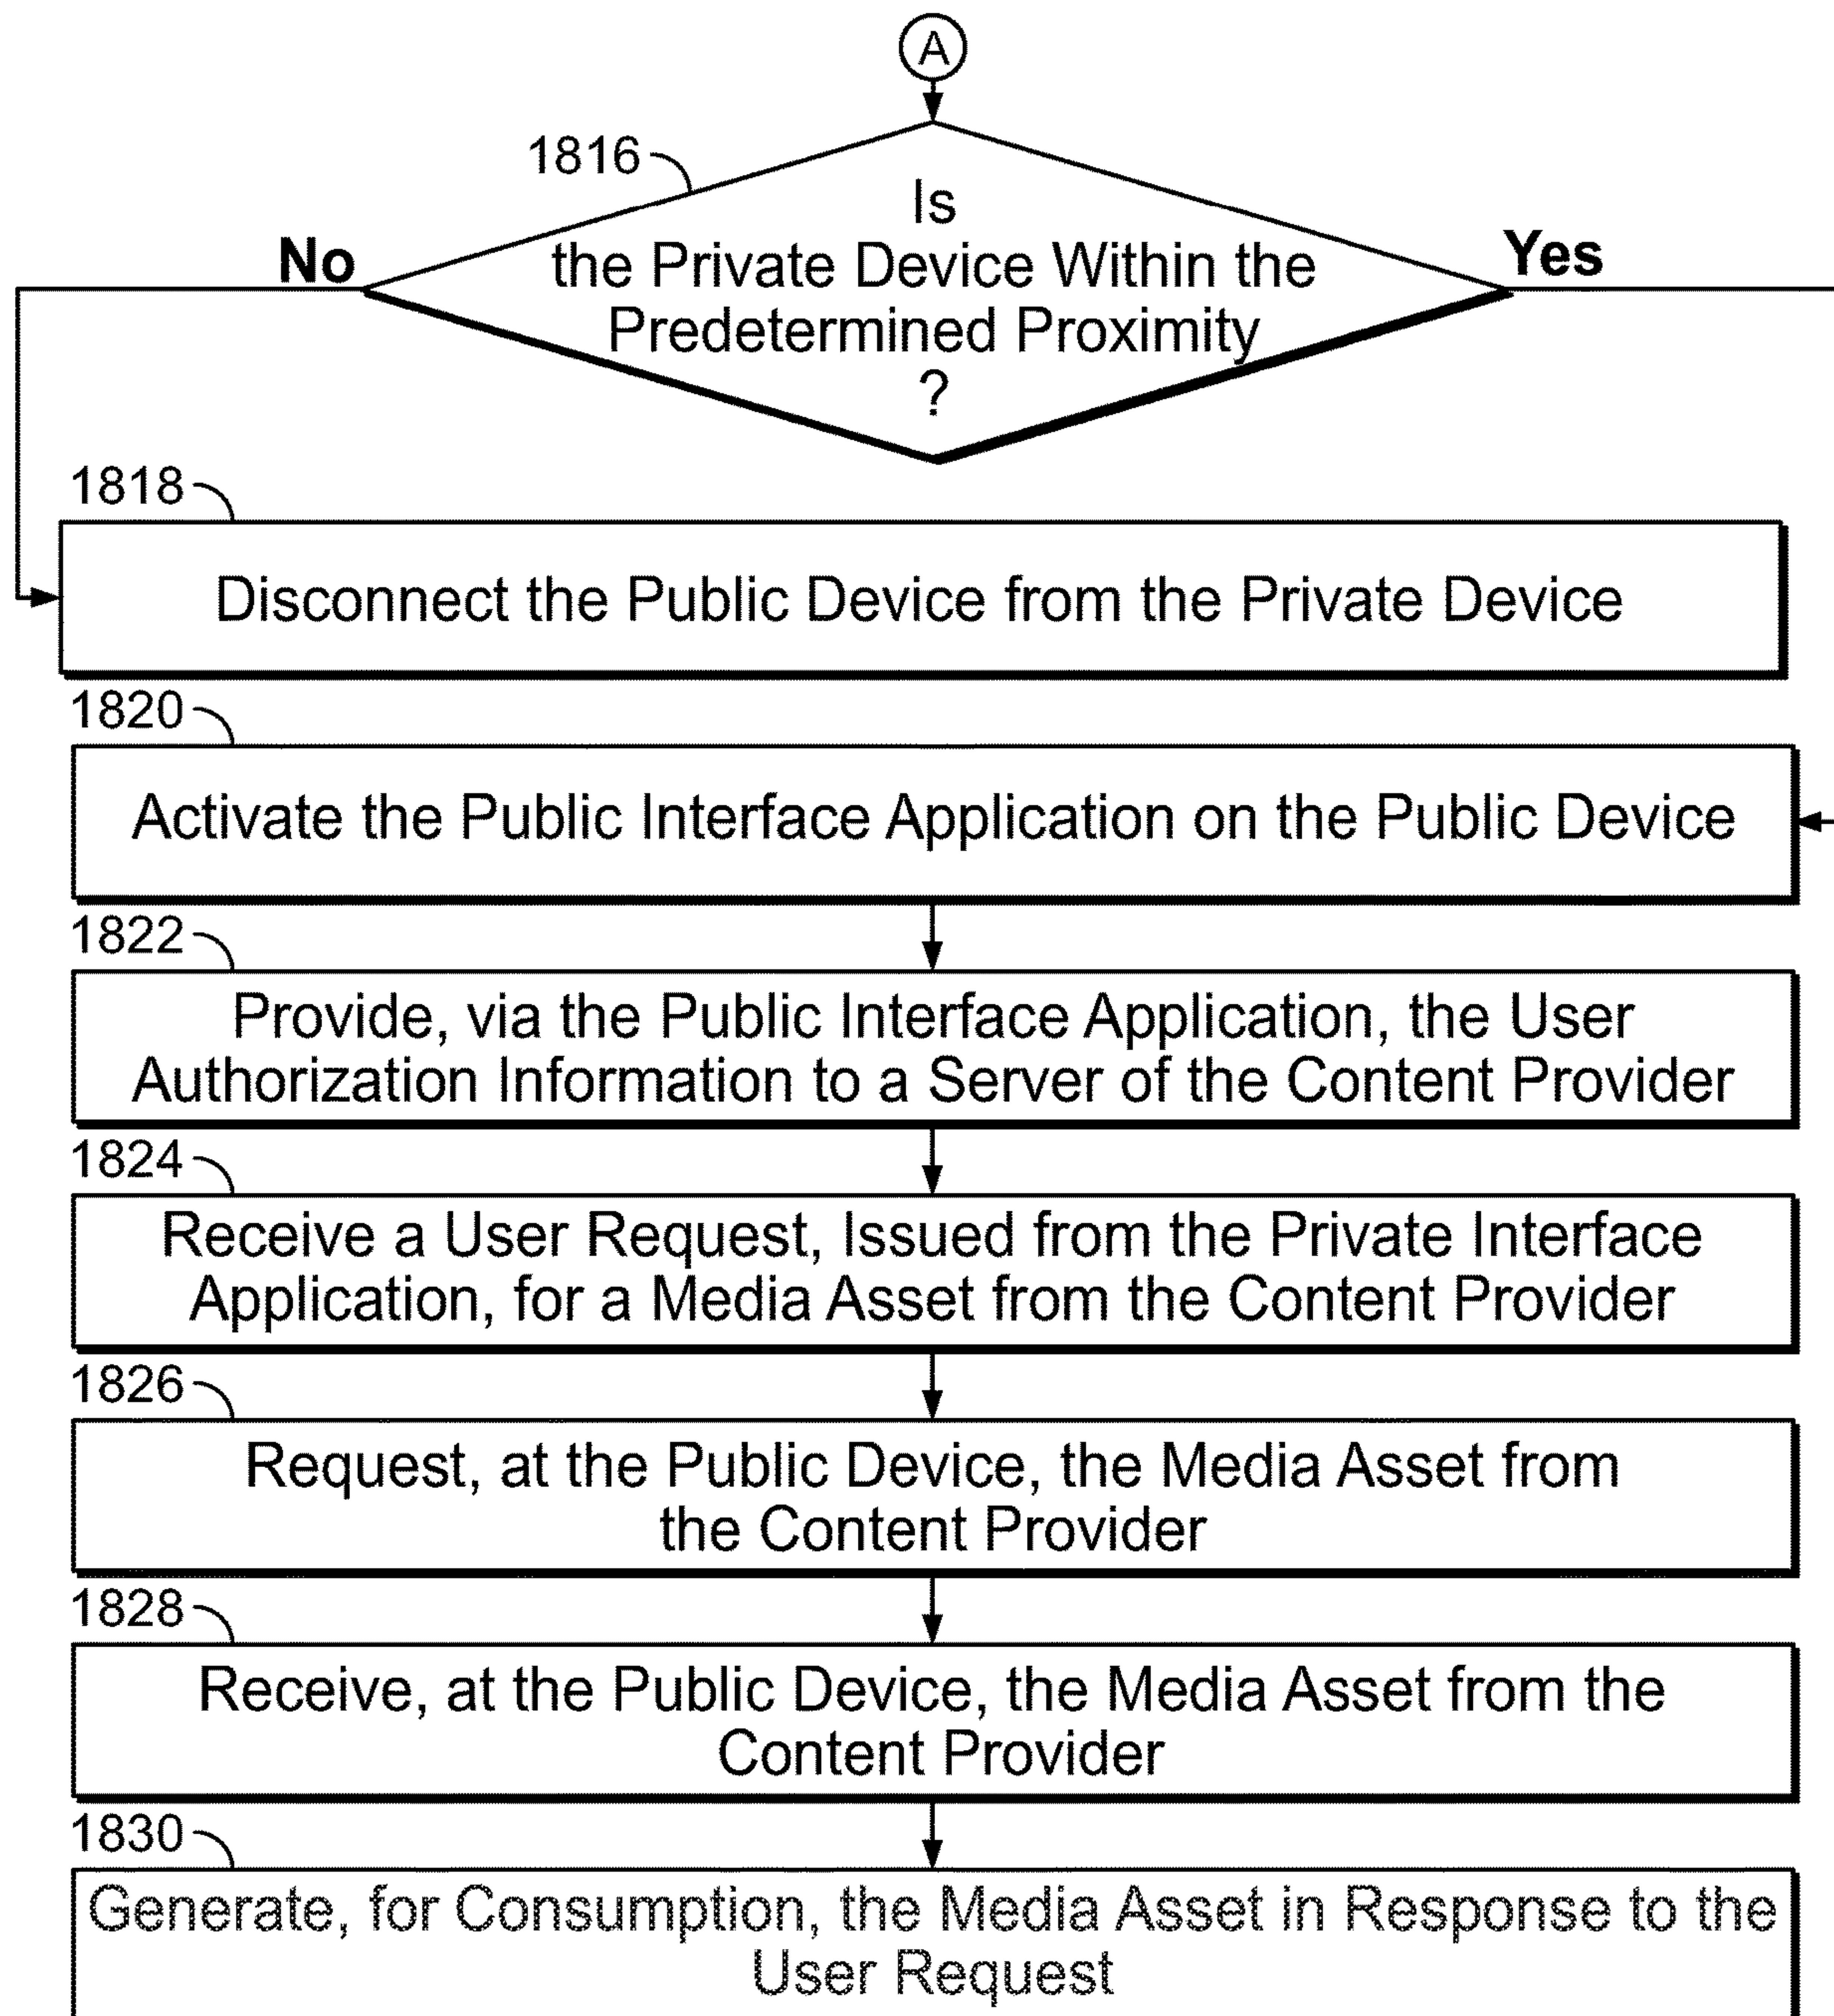 A
1816
Is
the Private Device Within the
Predetermined Proximity
?
No
Yes
1818
Disconnect the Public Device from the Private Device
1820
Activate the Public Interface Application on the Public Device
1822
Provide, via the Public Interface Application, the User
Authorization Information to a Server of the Content Provider
1824
Receive a User Request, Issued from the Private Interface
Application, for a Media Asset from the Content Provider
1826
Request, at the Public Device, the Media Asset from
the Content Provider
1828
Receive, at the Public Device, the Media Asset from the
Content Provider
1830
Generate, for Consumption, the Media Asset in Response to the
User Request